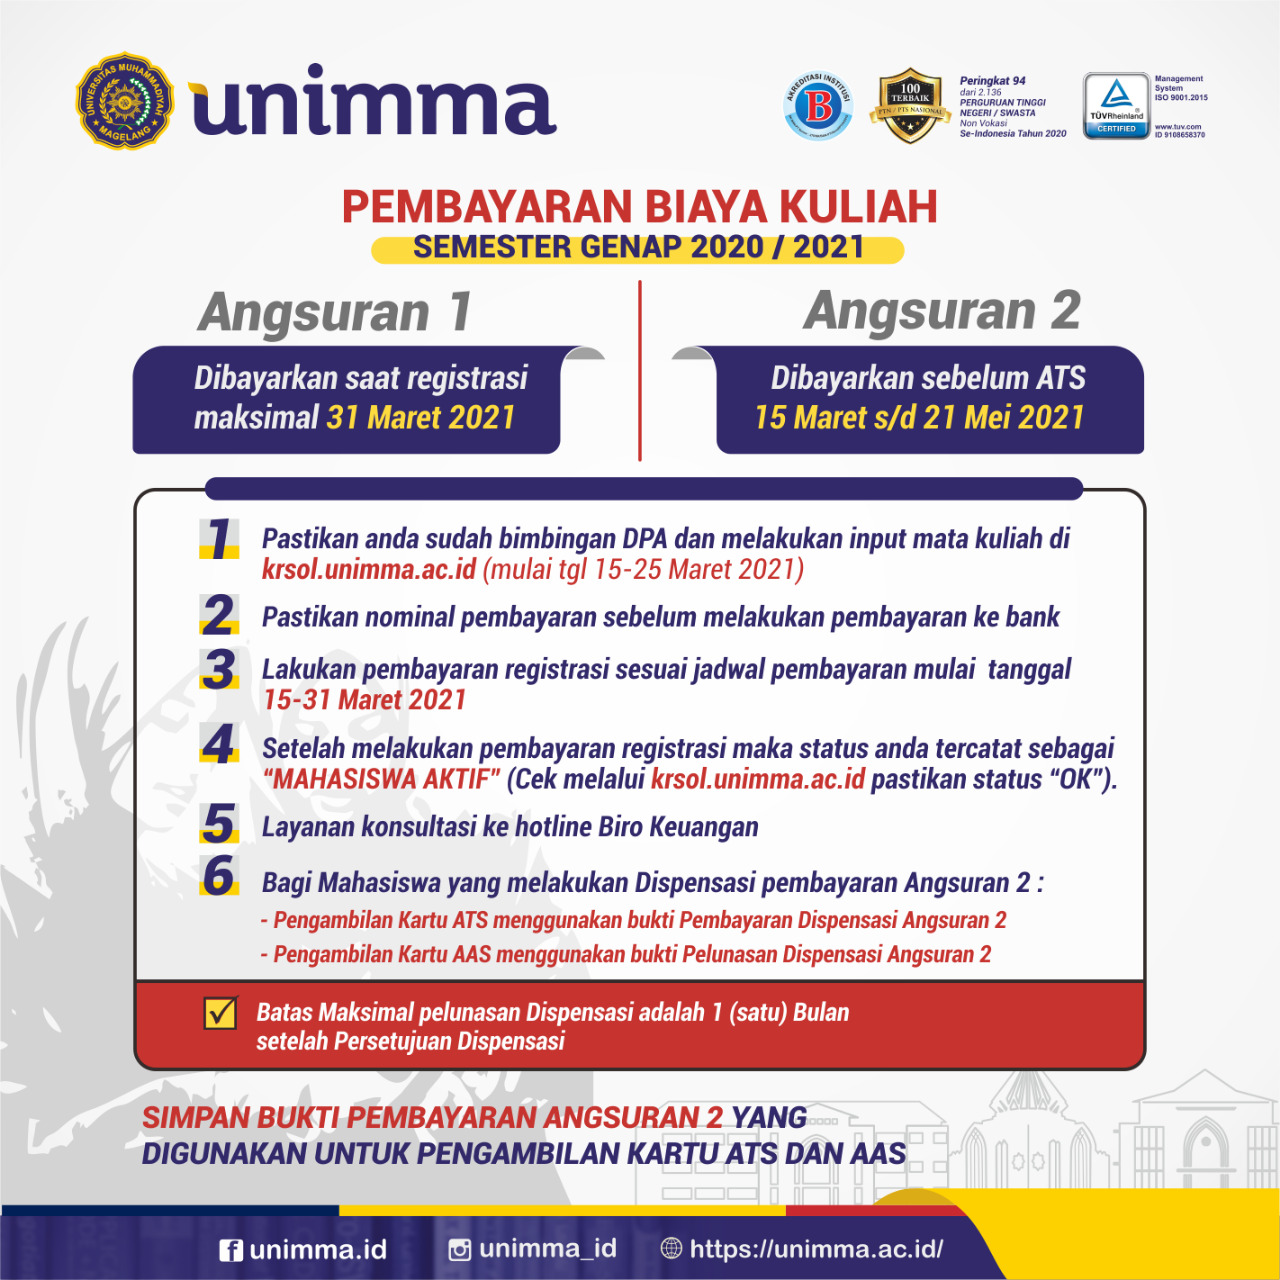 UNIVERSITAS MUHAMMADIYAH
MAGELANG
unimma
AKREDITASI INSTITUSI
B
100
TERBAIK
PTN / PTS NASIONAL
Peringkat 94
dari 2.136
PERGURUAN TINGGI
NEGERI / SWASTA
Non Vokasi
Se-Indonesia Tahun 2020
TÜVRheinland
CERTIFIED
Management
System
ISO 9001.2015
www.tuv.com
ID 9108658370
PEMBAYARAN BIAYA KULIAH
SEMESTER GENAP 2020 / 2021
Angsuran 1
Dibayarkan saat registrasi
maksimal 31 Maret 2021
Angsuran 2
Dibayarkan sebelum ATS
15 Maret s/d 21 Mei 2021
1 Pastikan anda sudah bimbingan DPA dan melakukan input mata kuliah di
krsol.unimma.ac.id (mulai tgl 15-25 Maret 2021)
2 Pastikan nominal pembayaran sebelum melakukan pembayaran ke bank
3 Lakukan pembayaran registrasi sesuai jadwal pembayaran mulai tanggal
15-31 Maret 2021
4 Setelah melakukan pembayaran registrasi maka status anda tercatat sebagai
“MAHASISWA AKTIF” (Cek melalui krsol.unimma.ac.id pastikan status “OK”).
5 Layanan konsultasi ke hotline Biro Keuangan
6 Bagi Mahasiswa yang melakukan Dispensasi pembayaran Angsuran 2 :
- Pengambilan Kartu ATS menggunakan bukti Pembayaran Dispensasi Angsuran 2
- Pengambilan Kartu AAS menggunakan bukti Pelunasan Dispensasi Angsuran 2
Batas Maksimal pelunasan Dispensasi adalah 1 (satu) Bulan
setelah Persetujuan Dispensasi
SIMPAN BUKTI PEMBAYARAN ANGSURAN 2 YANG
DIGUNAKAN UNTUK PENGAMBILAN KARTU ATS DAN AAS
unimma.id
unimma_id
https://unimma.ac.id/